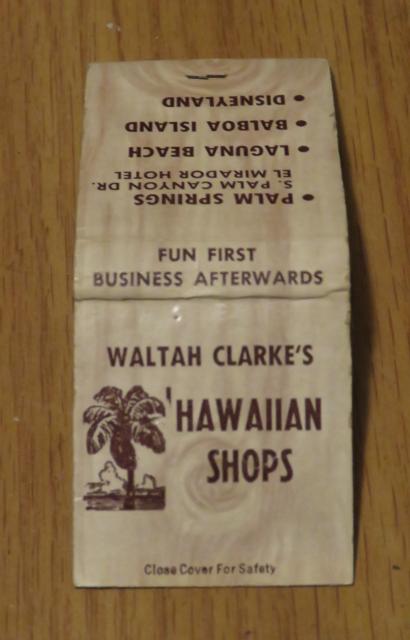 • DISNEYLAND
• BALBOA ISLAND
• LAGUNA BEACH
EL MIRADOR HOTEL
S. PALM CANYON DR.
• PALM SPRINGS
FUN FIRST
BUSINESS AFTERWARDS
WALTAH CLARKE'S
'HAWAIIAN
SHOPS
Close Cover For Safety